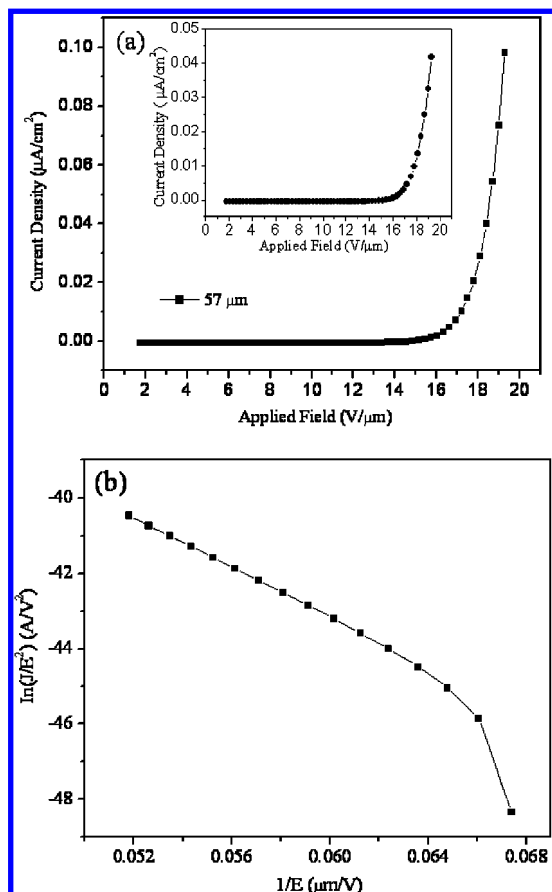 (a)
Current Density (μA/cm²)
0.10
0.08
0.06
0.04
0.02
0.00
Current Density ( μA/cm²)
0.05
0.04
0.03
0.02
0.01
0.00
0 2 4 6 8 10 12 14 16 18 20
Applied Field (V/μm)
57 μm
0 2 4 6 8 10 12 14 16 18 20
Applied Field (V/μm)
(b)
ln(J/E²) (A/V²)
-40
-42
-44
-46
-48
0.052 0.056 0.060 0.064 0.068
1/E (μm/V)